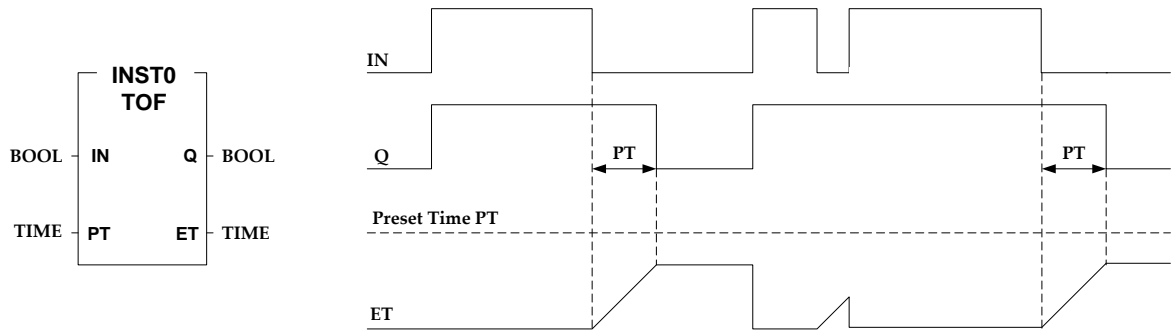 INST0
TOF
BOOL IN Q BOOL
TIME PT ET TIME
IN
Q
PT
PT
Preset Time PT
ET